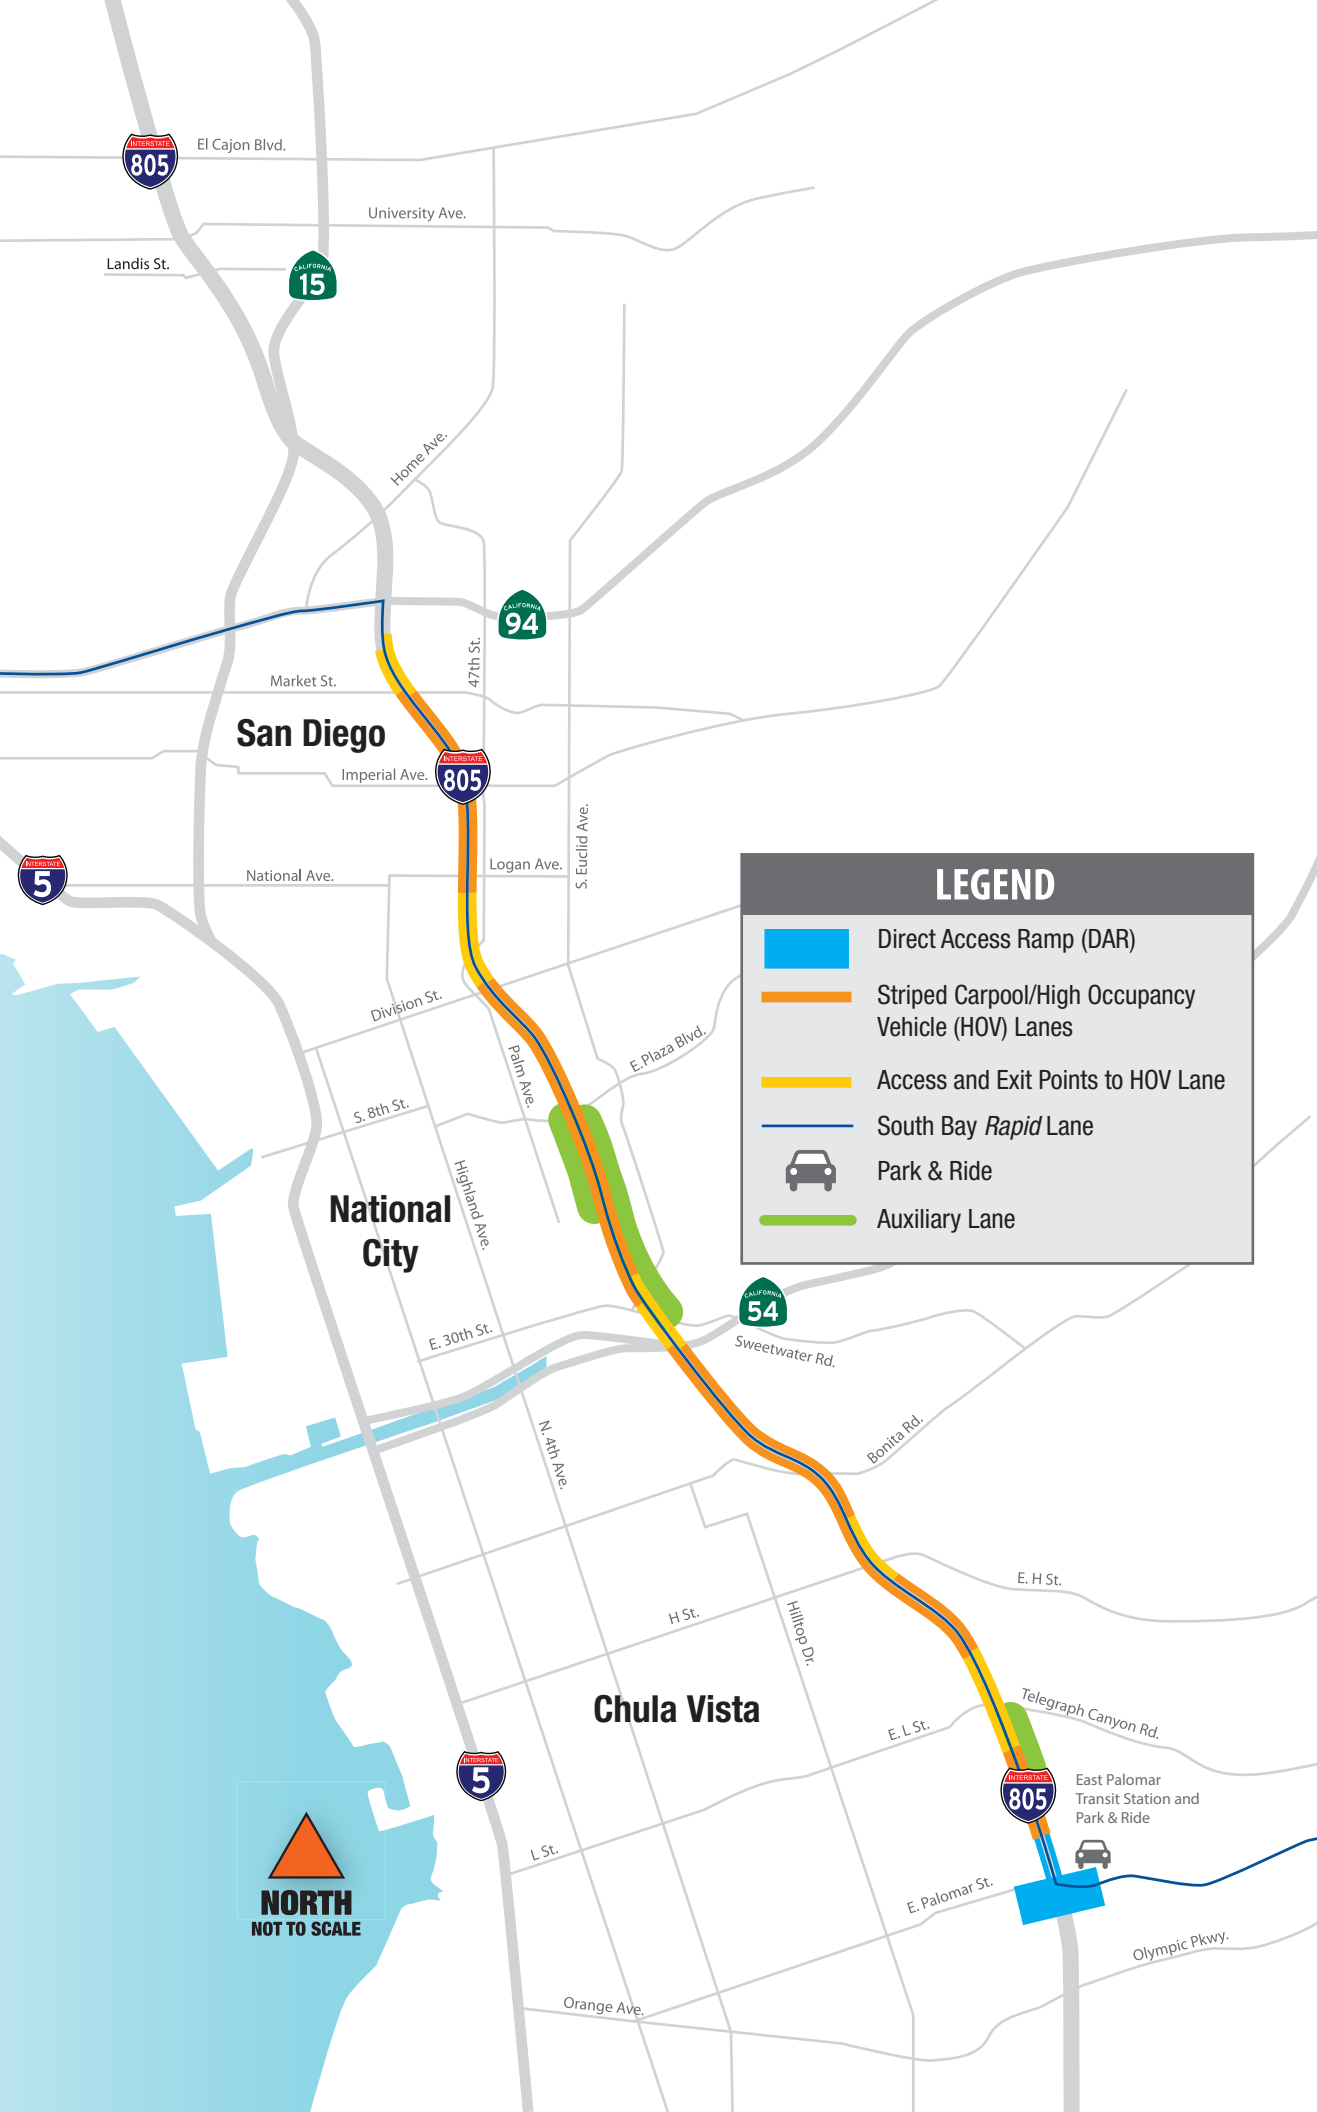 El Cajon Blvd.
INTERSTATE
805
University Ave.
Landis St.
CALIFORNIA
15
Home Ave.
CALIFORNIA
94
47th St.
Market St.
San Diego
INTERSTATE
805
Imperial Ave.
S. Euclid Ave.
INTERSTATE
5
National Ave.
Logan Ave.
LEGEND
Direct Access Ramp (DAR)
Striped Carpool/High Occupancy
Vehicle (HOV) Lanes
Access and Exit Points to HOV Lane
South Bay Rapid Lane
Park & Ride
Auxiliary Lane
Division St.
Palm Ave.
E. Plaza Blvd.
S. 8th St.
National
City
Highland Ave.
CALIFORNIA
54
E. 30th St.
Sweetwater Rd.
N. 4th Ave.
Bonita Rd.
E. H St.
H St.
Hilltop Dr.
Chula Vista
E. L St.
Telegraph Canyon Rd.
INTERSTATE
5
INTERSTATE
805
East Palomar
Transit Station and
Park & Ride
L St.
E. Palomar St.
NORTH
NOT TO SCALE
Olympic Pkwy.
Orange Ave.